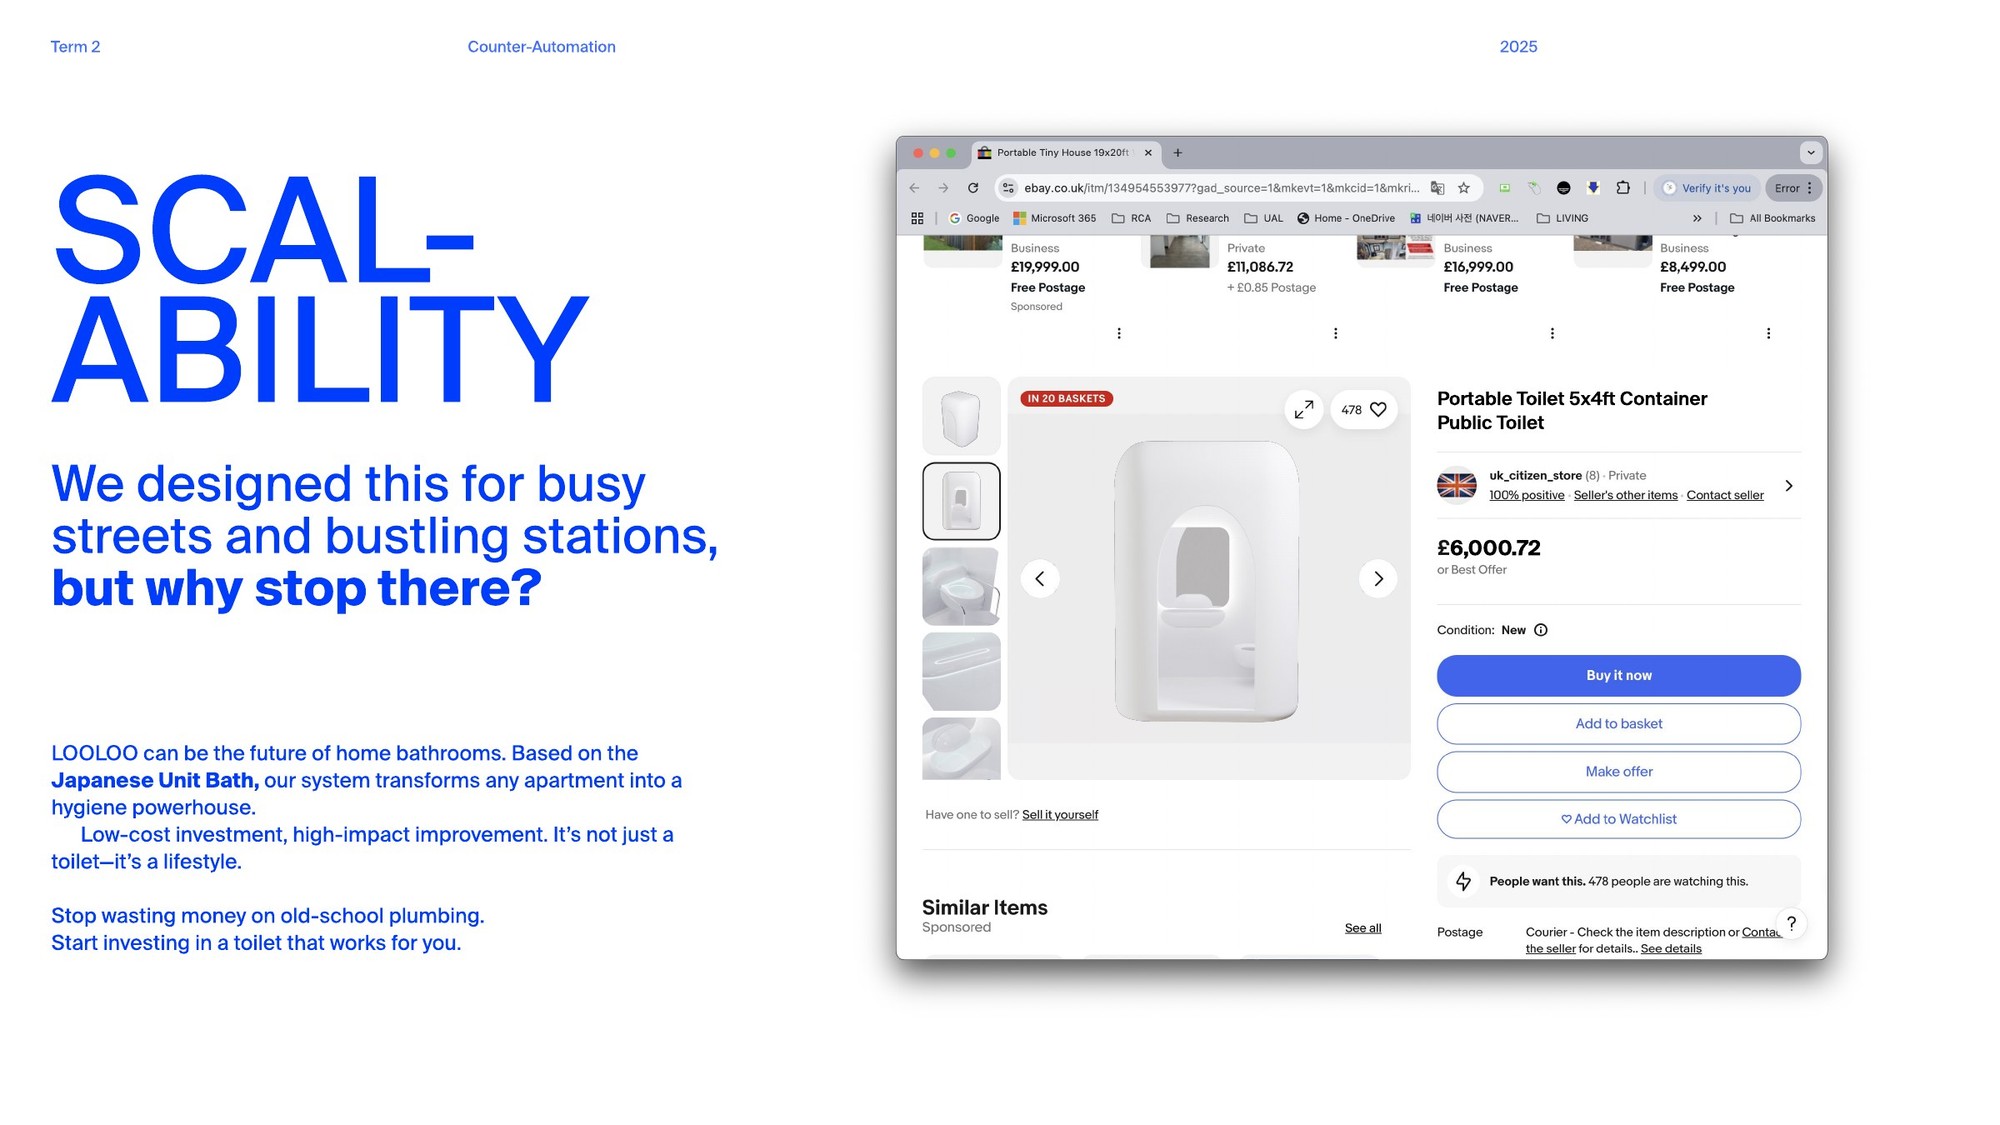 Term 2
Counter-Automation
2025
SCAL-
ABILITY
We designed this for busy
streets and bustling stations,
but why stop there?
LOOLOO can be the future of home bathrooms. Based on the
Japanese Unit Bath, our system transforms any apartment into a
hygiene powerhouse.
Low-cost investment, high-impact improvement. It's not just a
toilet—it's a lifestyle.
Stop wasting money on old-school plumbing.
Start investing in a toilet that works for you.
Portable Tiny House 19x20ft
ebay.co.uk/itm/134954553977?gad_source=1&mkevt=1&mkcid=1&mkri...
Verify it's you
Error
Google
Microsoft 365
RCA
Research
UAL
Home - OneDrive
네이버 사전 (NAVER...
LIVING
All Bookmarks
Business
£19,999.00
Free Postage
Sponsored
Private
£11,086.72
+ £0.85 Postage
Business
£16,999.00
Free Postage
Business
£8,499.00
Free Postage
IN 20 BASKETS
478
Portable Toilet 5x4ft Container
Public Toilet
uk_citizen_store (8) · Private
100% positive · Seller's other items · Contact seller
£6,000.72
or Best Offer
Condition: New
Buy it now
Add to basket
Make offer
Add to Watchlist
People want this. 478 people are watching this.
Have one to sell? Sell it yourself
Similar Items
Sponsored
See all
Postage
Courier - Check the item description or
the seller for details.. See details
?